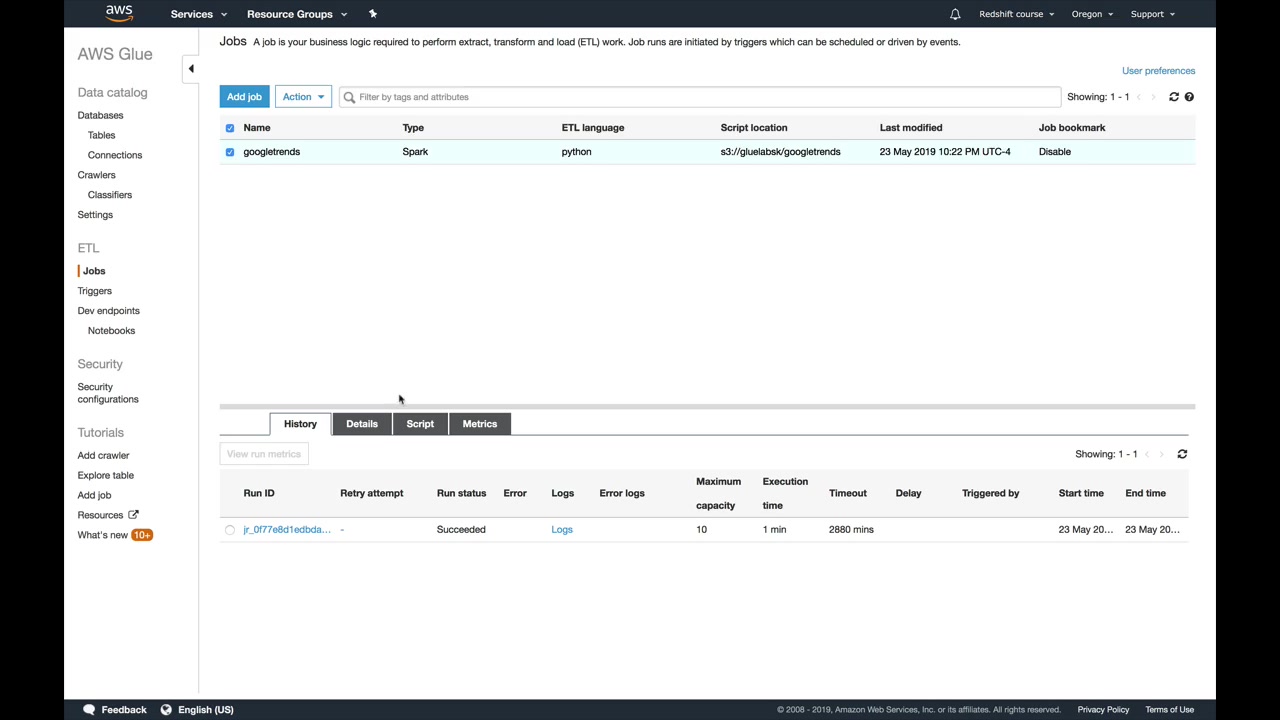 aws Services Resource Groups Redshift course Oregon Support
AWS Glue
Data catalog
Databases
Tables
Connections
Crawlers
Classifiers
Settings
ETL
Jobs
Triggers
Dev endpoints
Notebooks
Security
Security
configurations
Tutorials
Add crawler
Explore table
Add job
Resources
What's new 10+
Jobs A job is your business logic required to perform extract, transform and load (ETL) work. Job runs are initiated by triggers which can be scheduled or driven by events.
User preferences
Add job Action Filter by tags and attributes Showing: 1 - 1
Name Type ETL language Script location Last modified Job bookmark
googletrends Spark python s3://gluelabsk/googletrends 23 May 2019 10:22 PM UTC-4 Disable
History Details Script Metrics
View run metrics Showing: 1 - 1
Run ID Retry attempt Run status Error Logs Error logs Maximum capacity Execution time Timeout Delay Triggered by Start time End time
jr_0f77e8d1edbda... - Succeeded Logs 10 1 min 2880 mins 23 May 20... 23 May 20...
Feedback English (US) © 2008 - 2019, Amazon Web Services, Inc. or its affiliates. All rights reserved. Privacy Policy Terms of Use